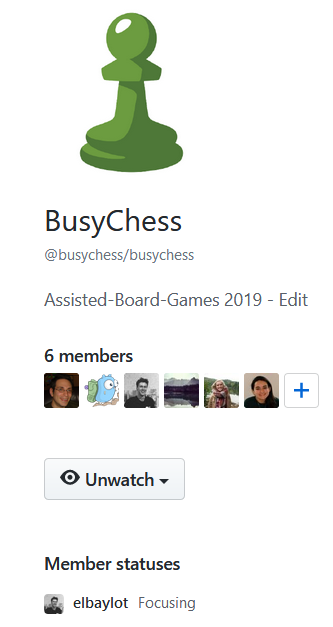 BusyChess
@busychess/busychess
Assisted-Board-Games 2019 - Edit
6 members
Unwatch
Member statuses
elbaylot Focusing